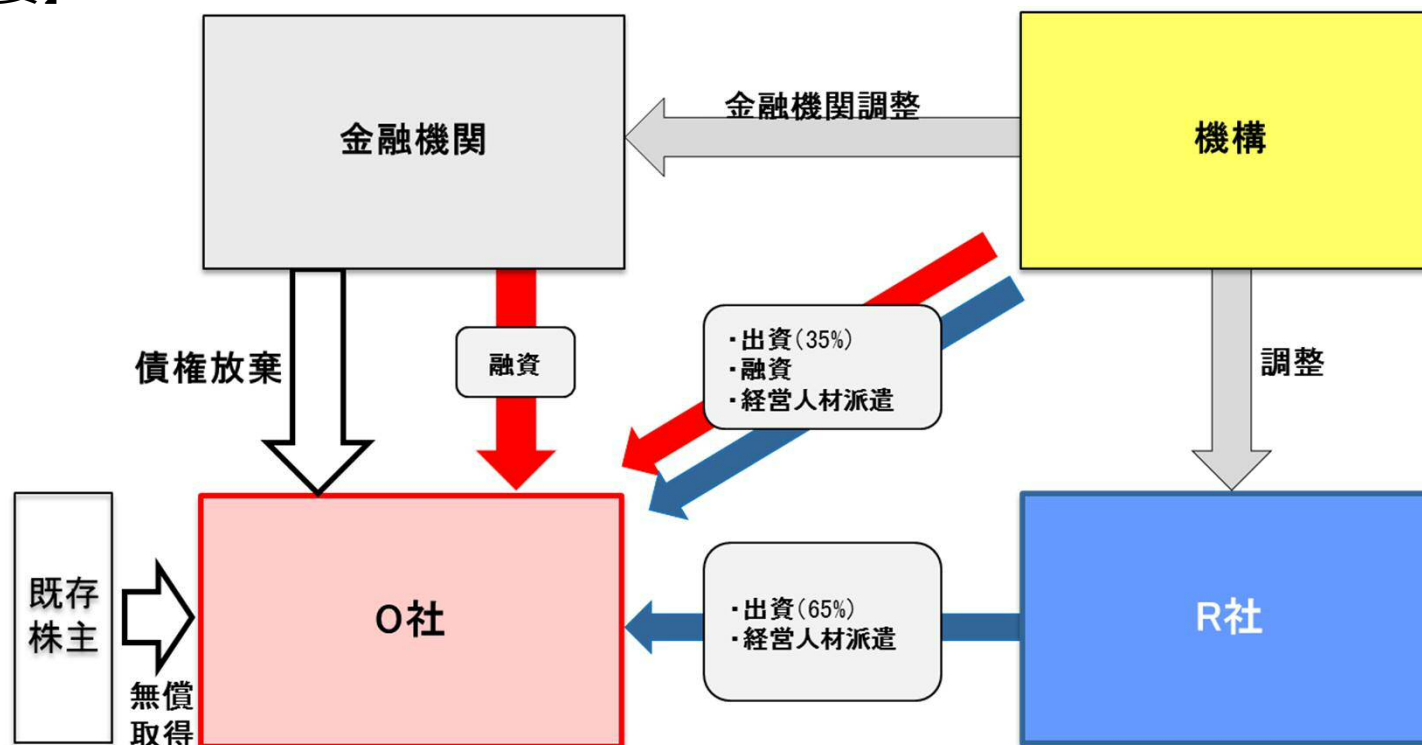 要】
金融機関
金融機関調整
機構
債権放棄
融資
・出資(35%)
・融資
・経営人材派遣
調整
既存
株主
無償
取得
O社
・出資(65%)
・経営人材派遣
R社